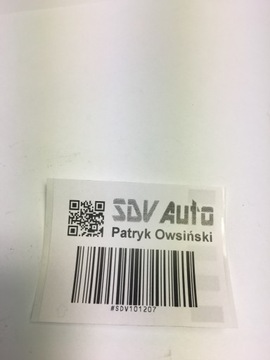 SDV Auto
Patryk Owsiński
#SDV101207